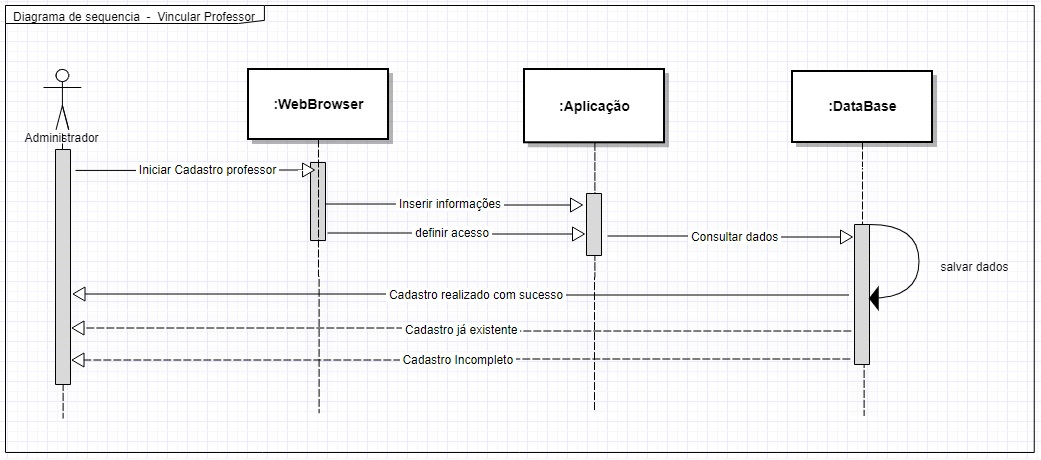 Diagrama de sequencia - Vincular Professor
:WebBrowser
:Aplicação
:DataBase
Administrador
Iniciar Cadastro professor
Inserir informações
definir acesso
Consultar dados
salvar dados
Cadastro realizado com sucesso
Cadastro já existente
Cadastro Incompleto